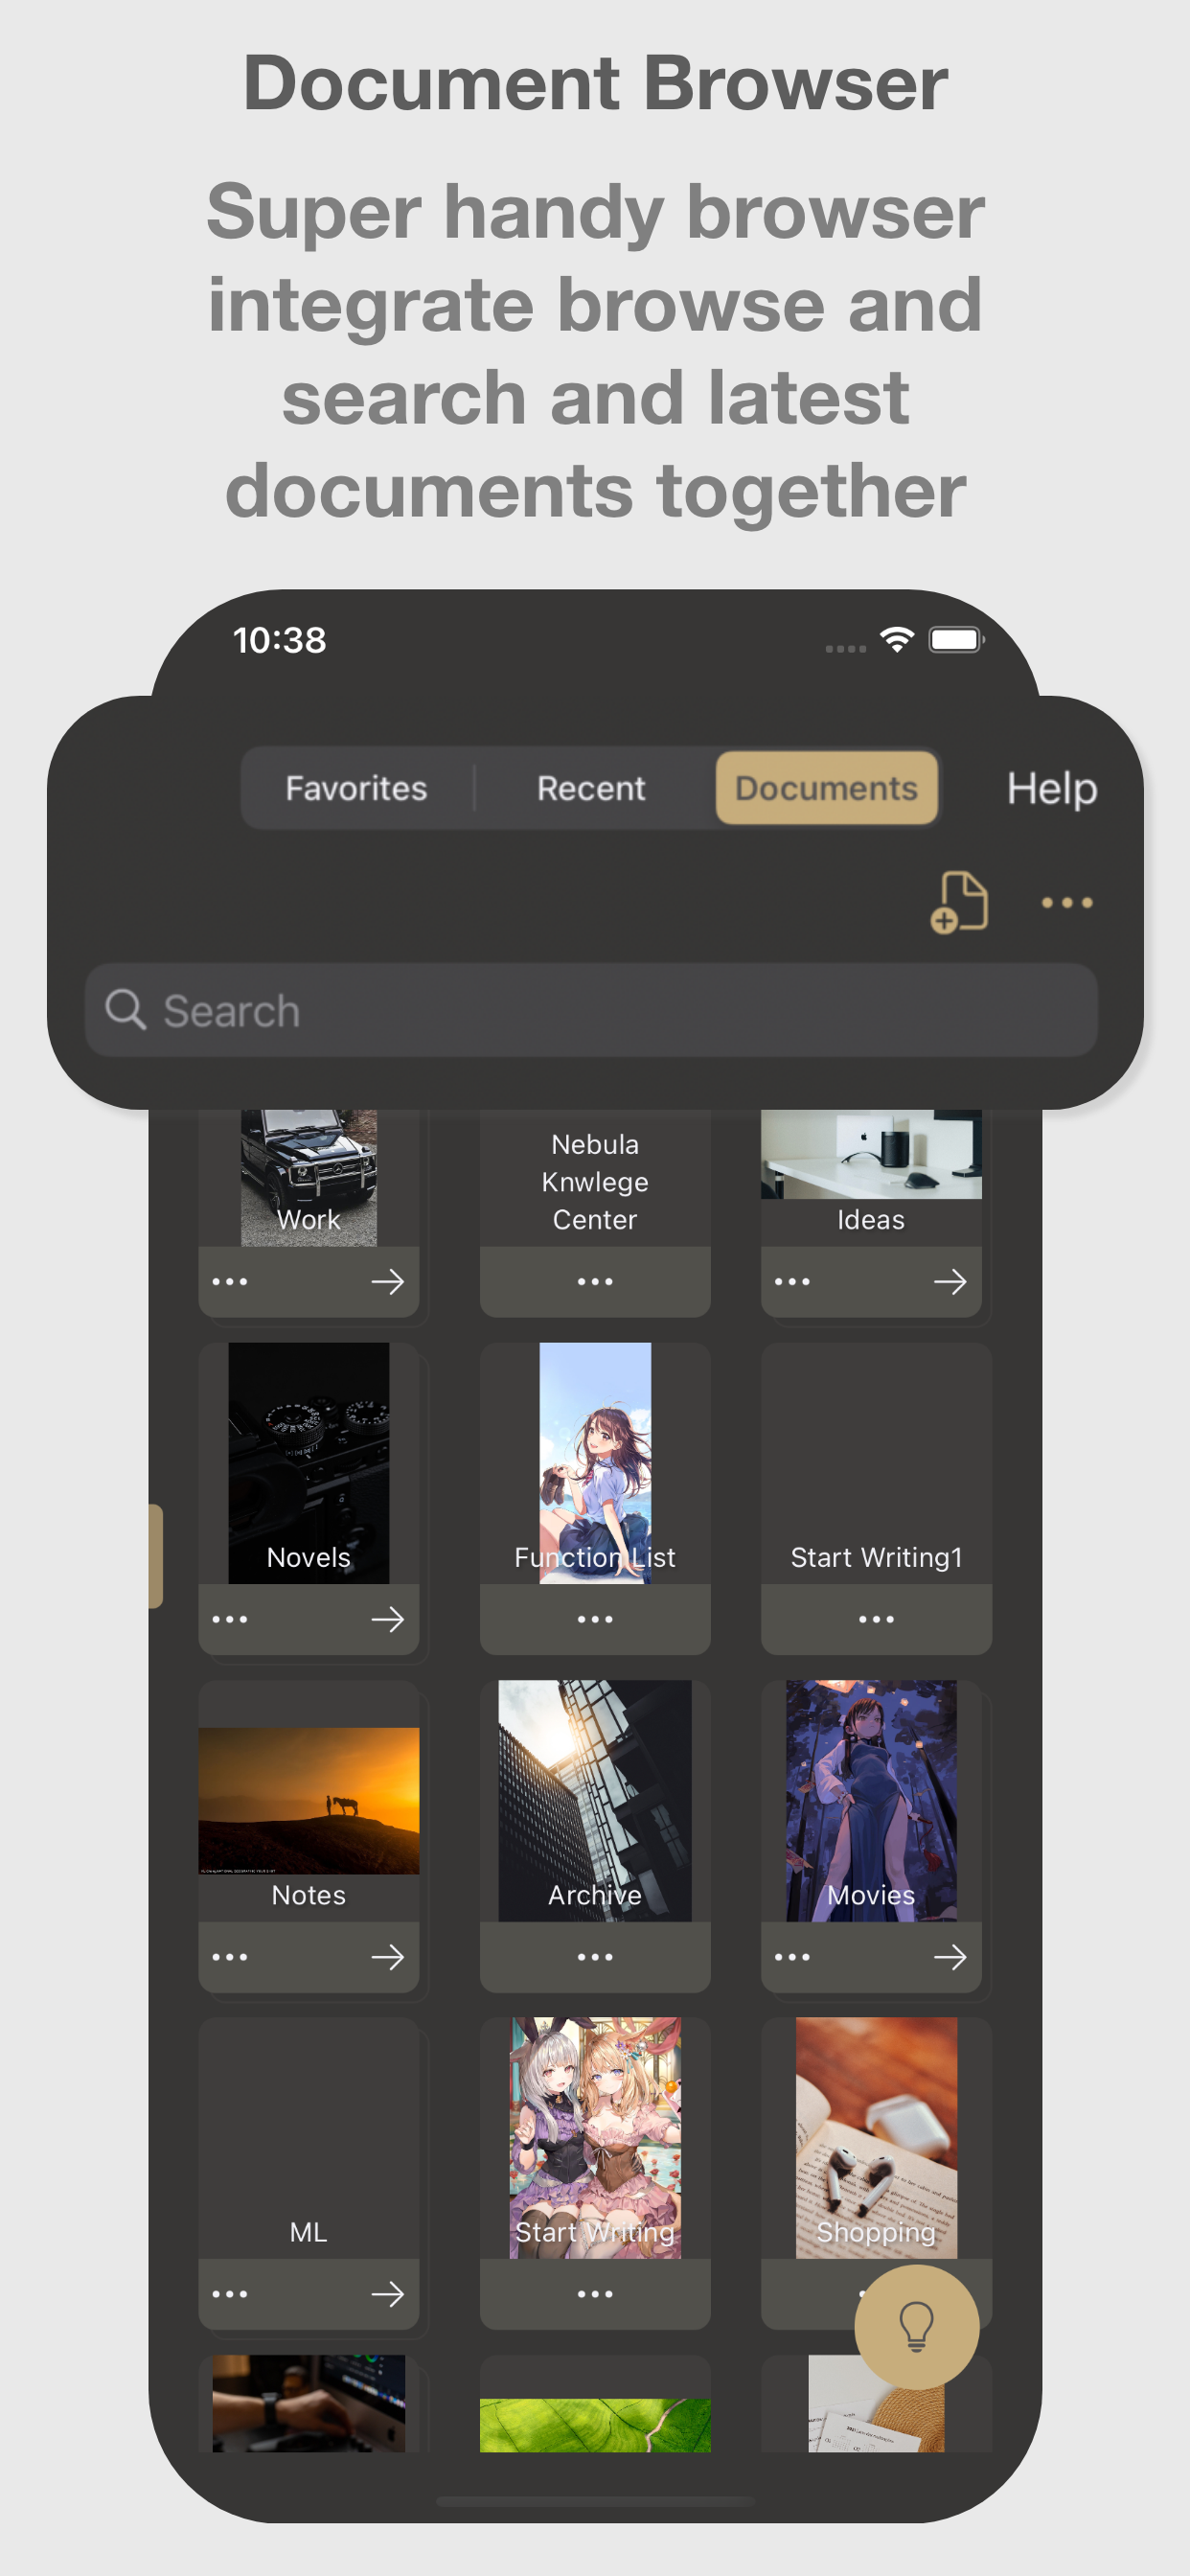 Document Browser
Super handy browser
integrate browse and
search and latest
documents together
10:38
Favorites
Recent
Documents
Help
Search
Work
Nebula
Knwlege
Center
Ideas
Novels
Function List
Start Writing1
Notes
Archive
Movies
ML
Start Writing
Shopping